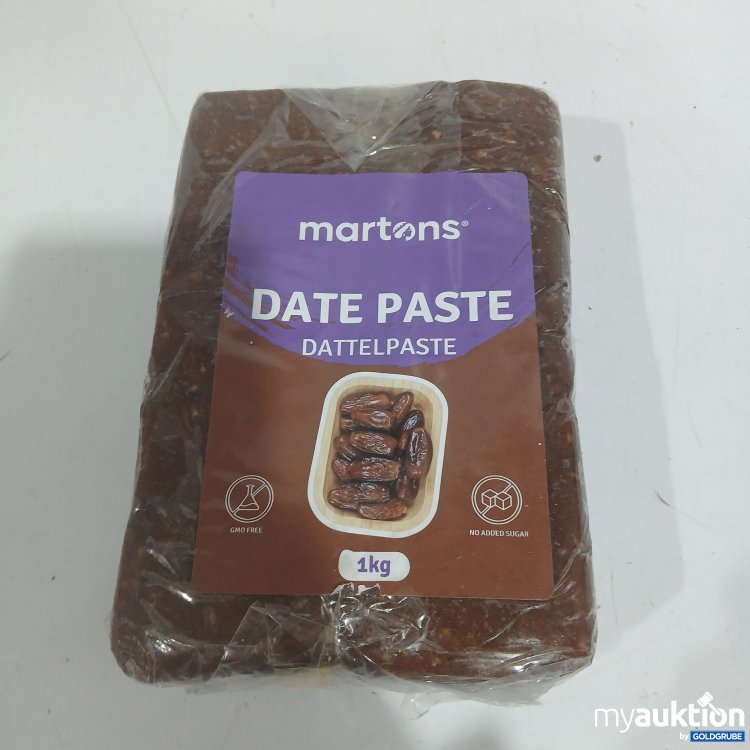 martons®
DATE PASTE
DATTELPASTE
GMO FREE
NO ADDED SUGAR
1kg
myauktion
by GOLDGRUBE